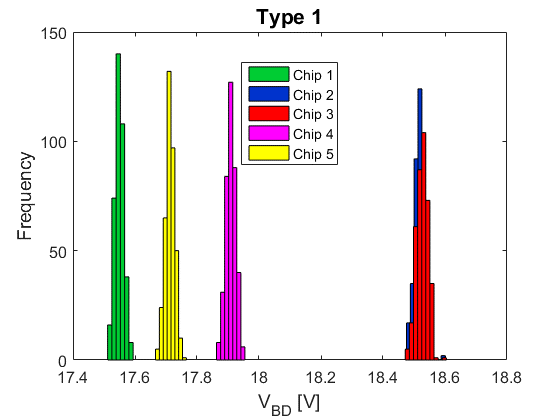 Type 1
150
100
50
0
Frequency
Chip 1
Chip 2
Chip 3
Chip 4
Chip 5
17.4 17.6 17.8 18 18.2 18.4 18.6 18.8
V_BD [V]